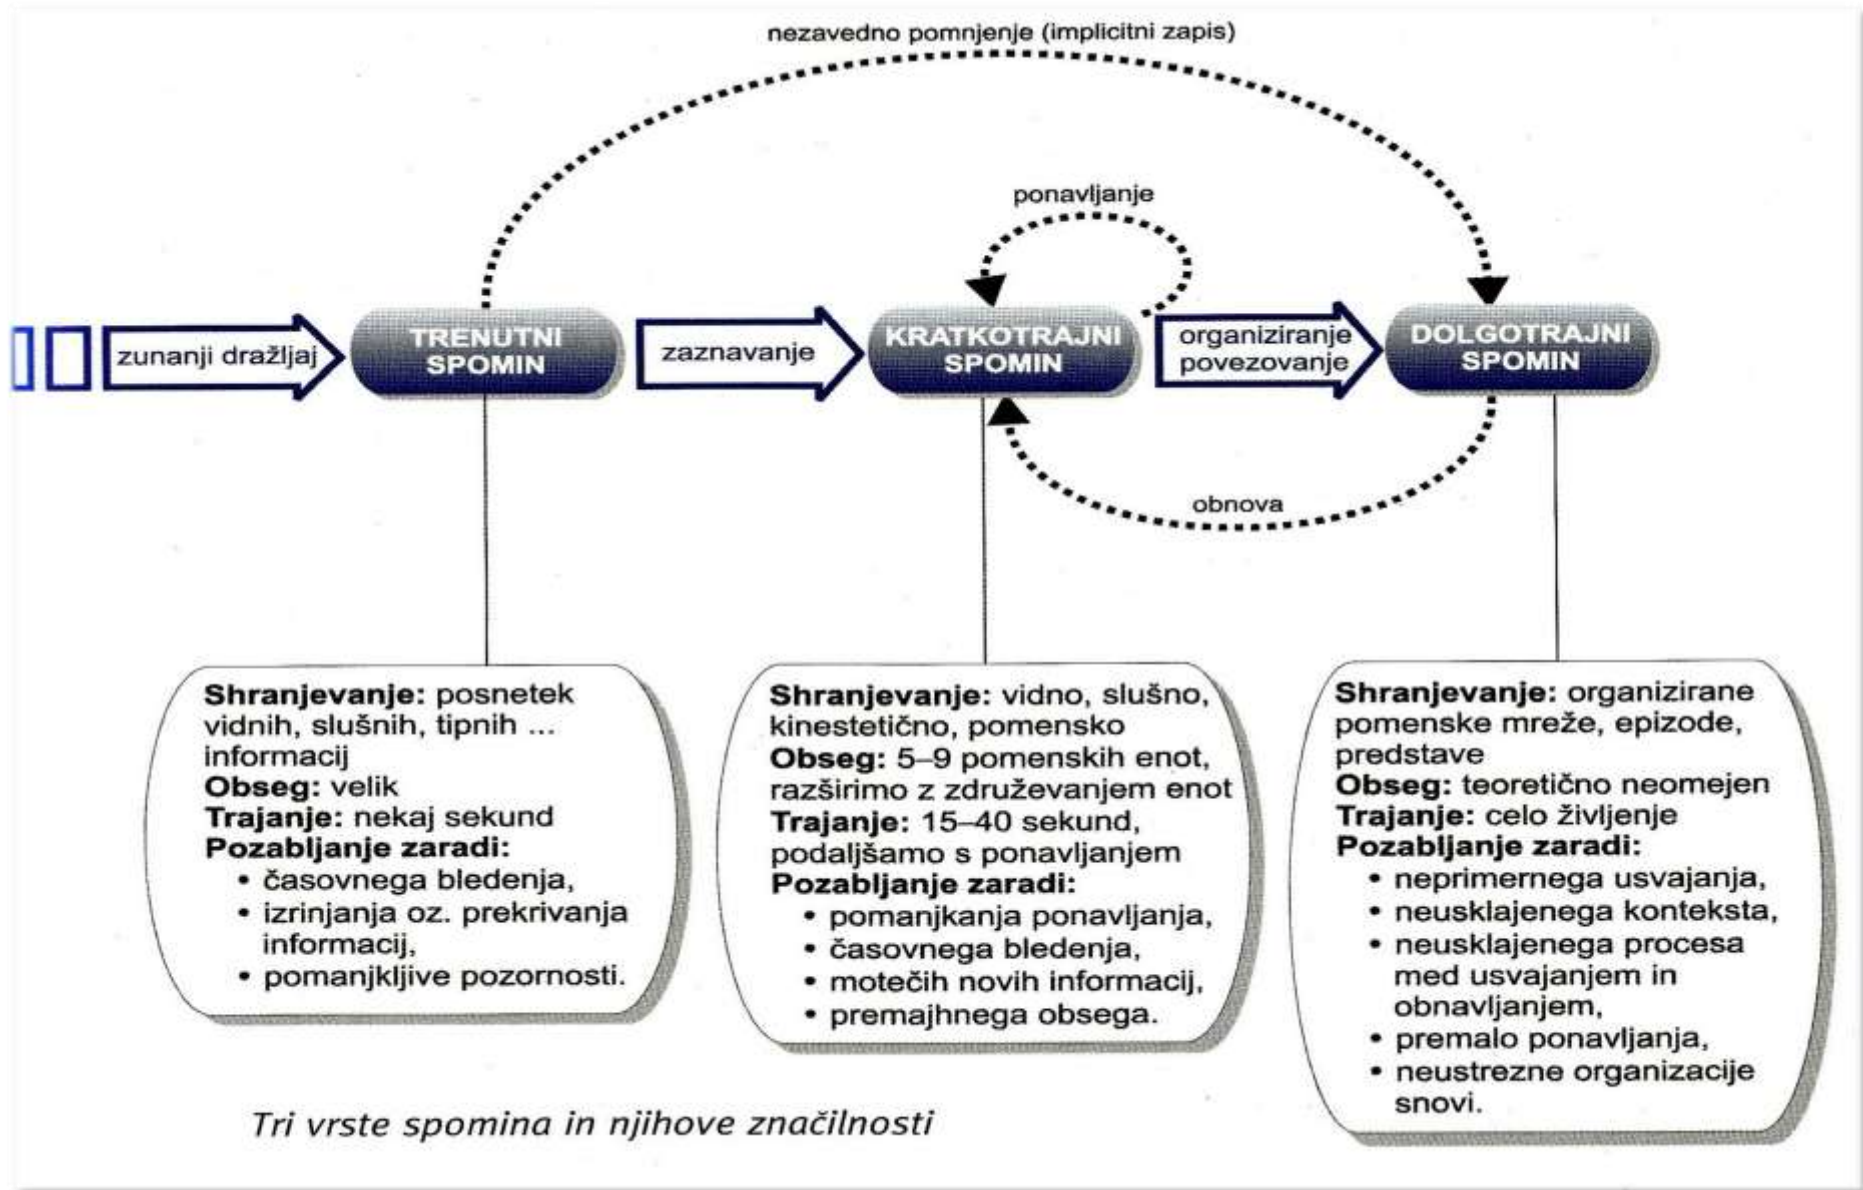 nezavedno pomnjenje (implicitni zapis)
ponavljanje
zunanji dražljaj
TRENUTNI
SPOMIN
zaznavanje
KRATKOTRAJNI
SPOMIN
organiziranje
povezovanje
DOLGOTRAJNI
SPOMIN
obnova
Shranjevanje: posnetek
vidnih, slušnih, tipnih ...
informacij
Obseg: velik
Trajanje: nekaj sekund
Pozabljanje zaradi:
• časovnega bledenja,
• izrinjanja oz. prekrivanja
informacij,
• pomanjkljive pozornosti.
Shranjevanje: vidno, slušno,
kinestetično, pomensko
Obseg: 5–9 pomenskih enot,
razširimo z združevanjem enot
Trajanje: 15–40 sekund,
podaljšamo s ponavljanjem
Pozabljanje zaradi:
• pomanjkanja ponavljanja,
• časovnega bledenja,
• motečih novih informacij,
• premajhnega obsega.
Shranjevanje: organizirane
pomenske mreže, epizode,
predstave
Obseg: teoretično neomejen
Trajanje: celo življenje
Pozabljanje zaradi:
• neprimernega usvajanja,
• neusklajenega konteksta,
• neusklajenega procesa
med usvajanjem in
obnavljanjem,
• premalo ponavljanja,
• neustrezne organizacije
snovi.
Tri vrste spomina in njihove značilnosti